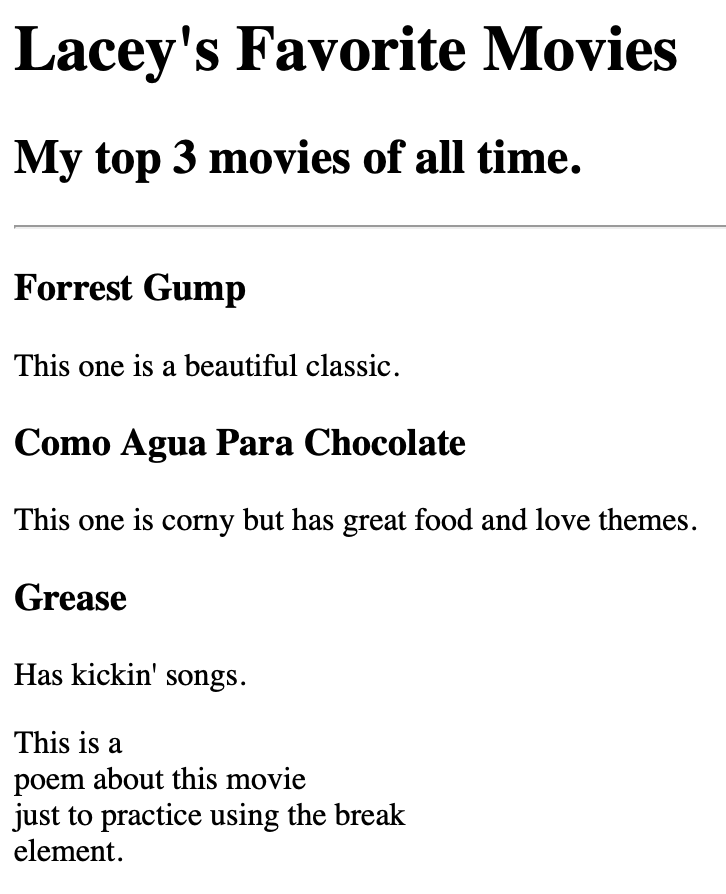 Lacey's Favorite Movies
My top 3 movies of all time.
Forrest Gump
This one is a beautiful classic.
Como Agua Para Chocolate
This one is corny but has great food and love themes.
Grease
Has kickin' songs.
This is a
poem about this movie
just to practice using the break
element.